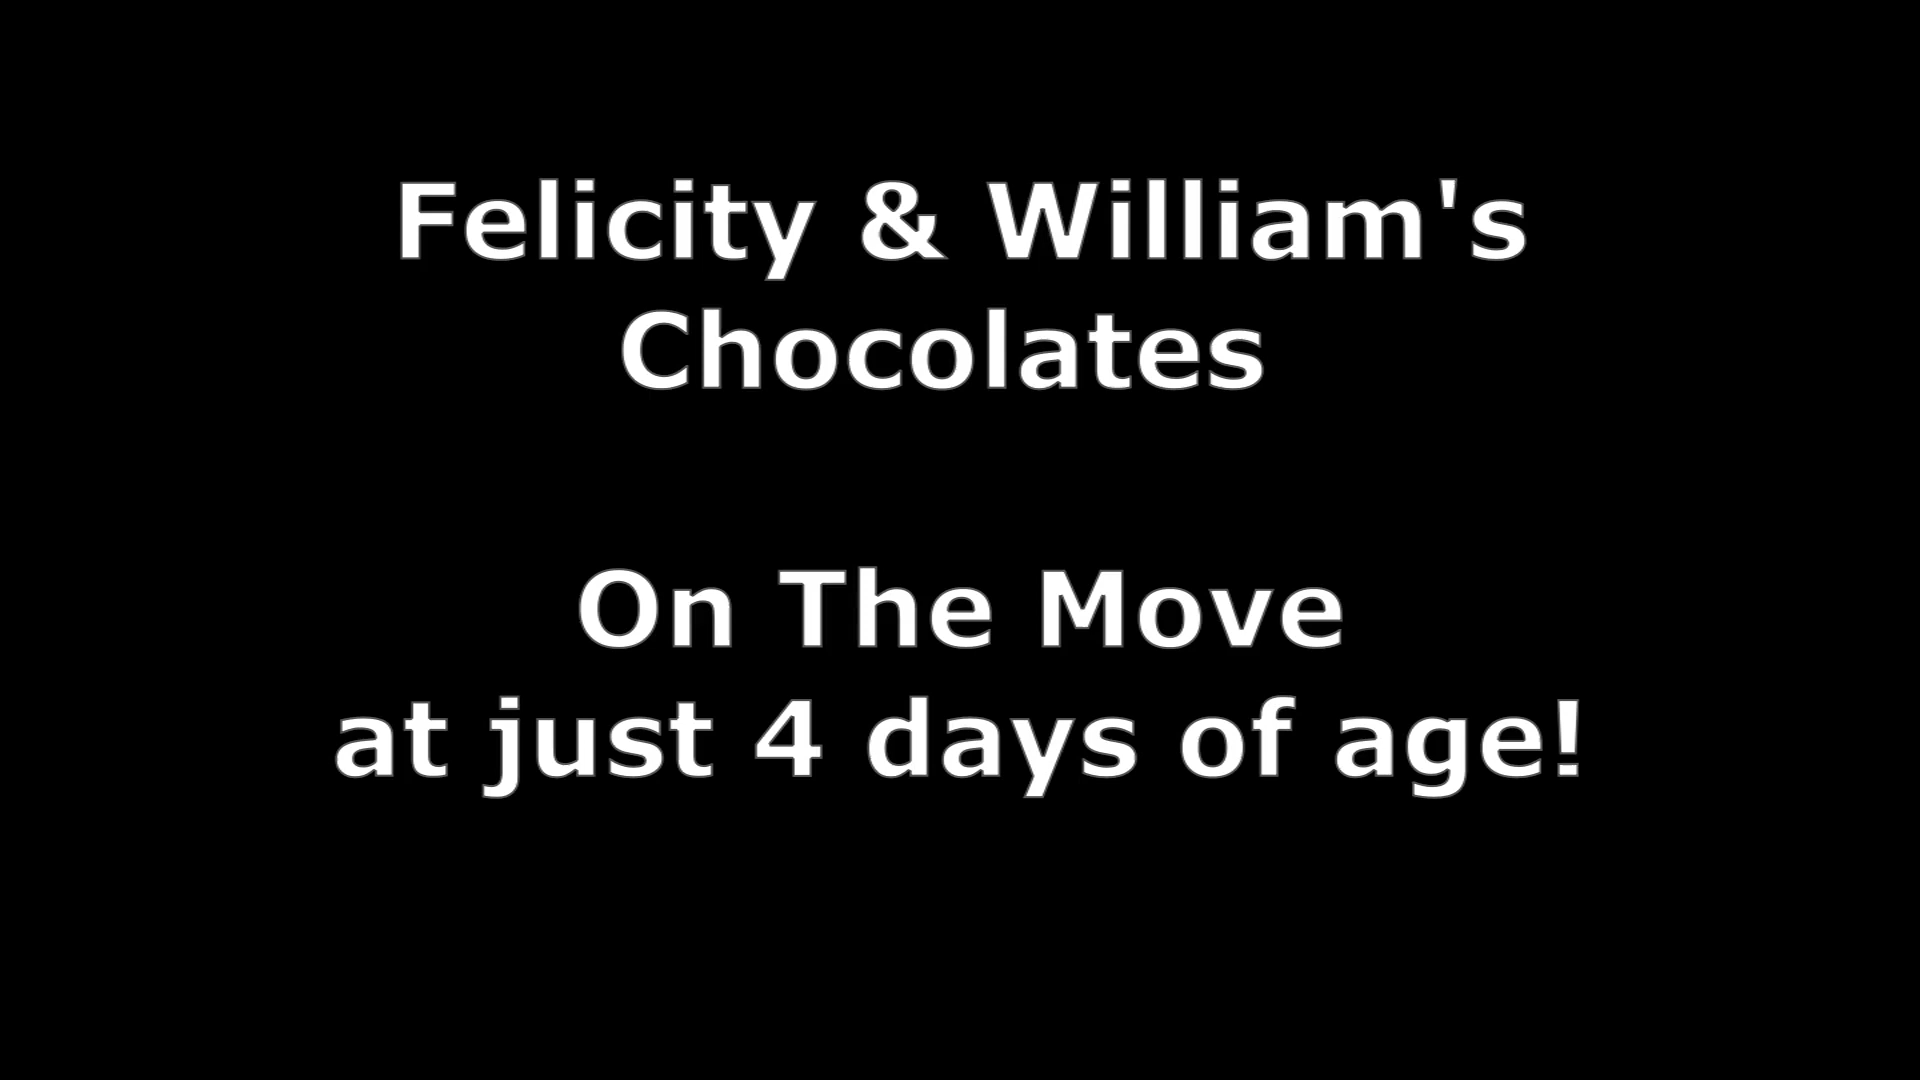 Felicity & William's
Chocolates
On The Move
at just 4 days of age!